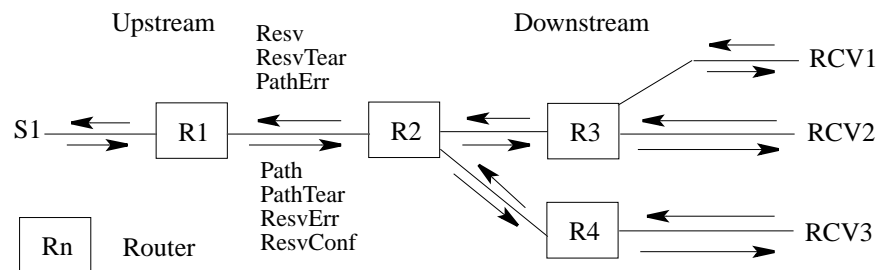 Upstream
Downstream
Resv
ResvTear
PathErr
RCV1
S1
R1
R2
R3
RCV2
Path
PathTear
ResvErr
ResvConf
R4
RCV3
Rn
Router